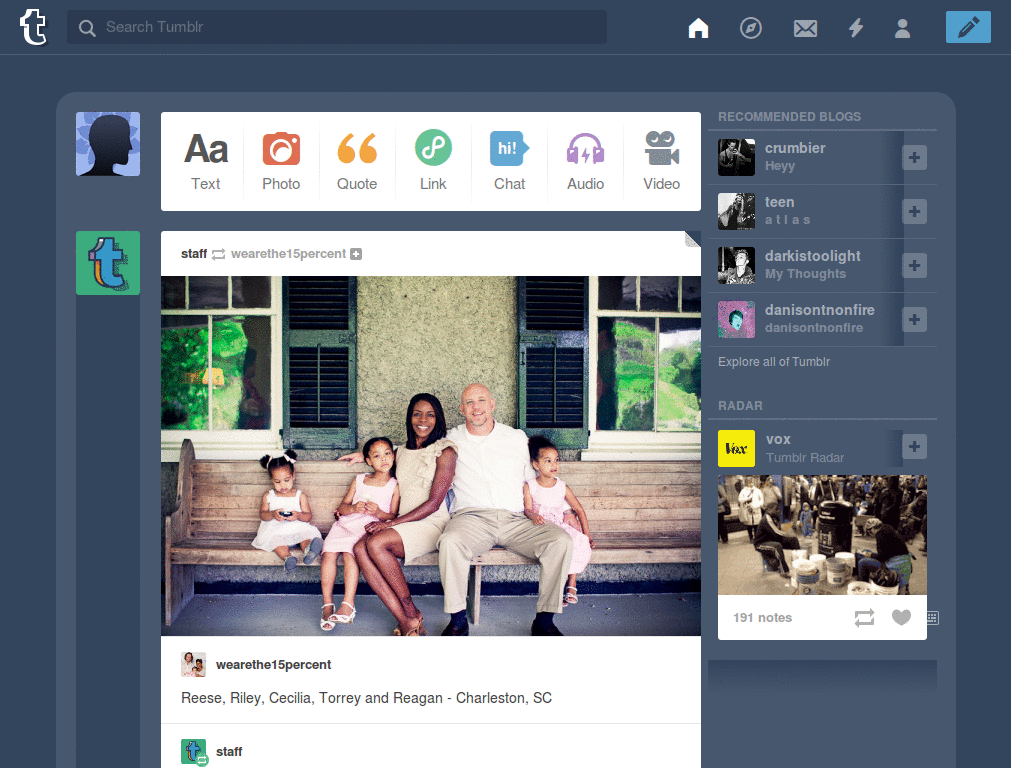 t
Search Tumblr
Aa
Text
Photo
Quote
Link
hi!
Chat
Audio
Video
staff wearethe15percent
wearethe15percent
Reese, Riley, Cecilia, Torrey and Reagan - Charleston, SC
t
staff
RECOMMENDED BLOGS
crumbier
Heyy
teen
a t l a s
darkistoolight
My Thoughts
danisontnonfire
danisontnonfire
Explore all of Tumblr
RADAR
Vox
vox
Tumblr Radar
191 notes